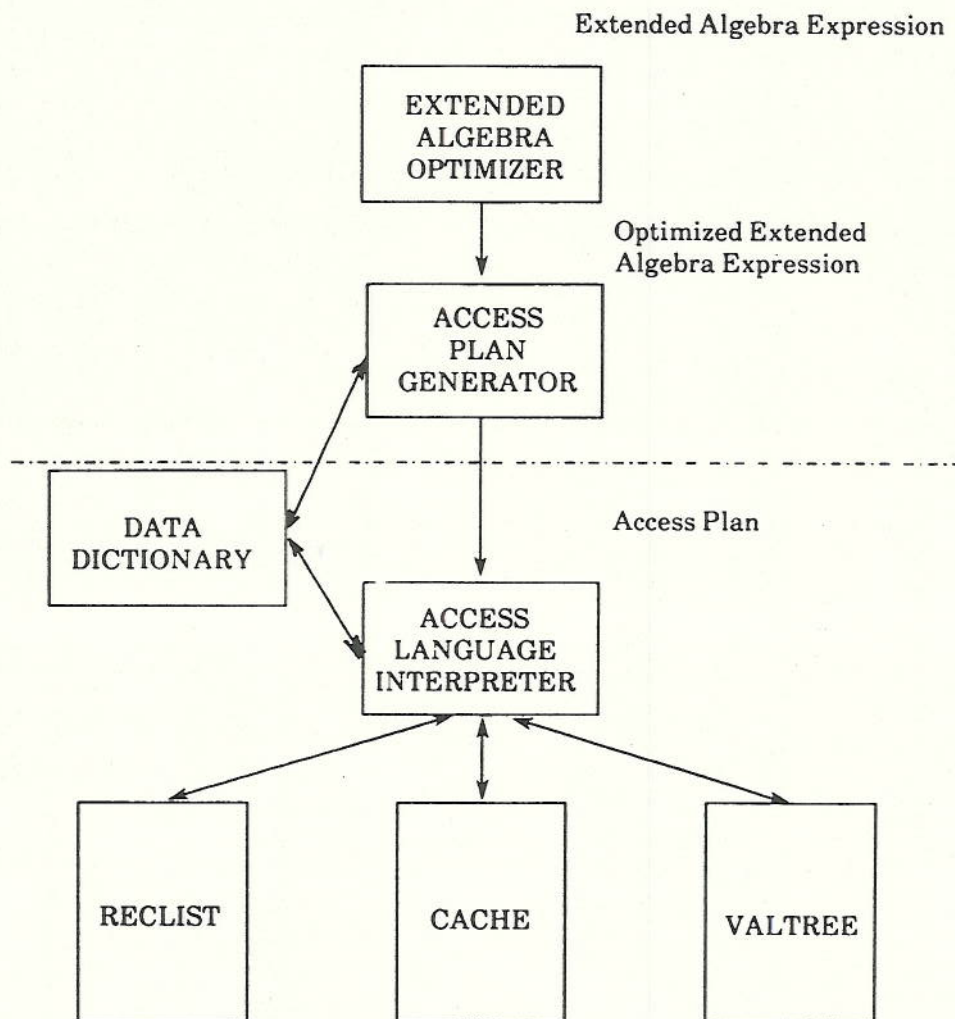 Extended Algebra Expression
EXTENDED
ALGEBRA
OPTIMIZER
Optimized Extended
Algebra Expression
ACCESS
PLAN
GENERATOR
DATA
DICTIONARY
Access Plan
ACCESS
LANGUAGE
INTERPRETER
RECLIST
CACHE
VALTREE